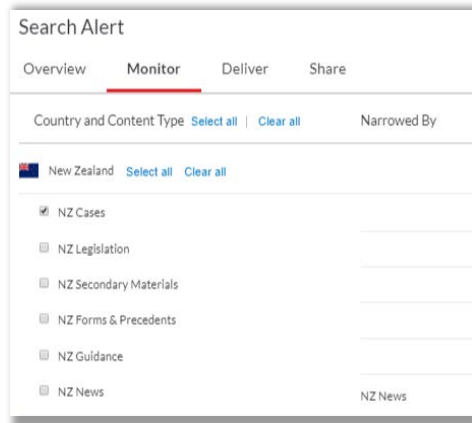 Search Alert
Overview Monitor Deliver Share
Country and Content Type Select all | Clear all Narrowed By
New Zealand Select all Clear all
NZ Cases
NZ Legislation
NZ Secondary Materials
NZ Forms & Precedents
NZ Guidance
NZ News NZ News